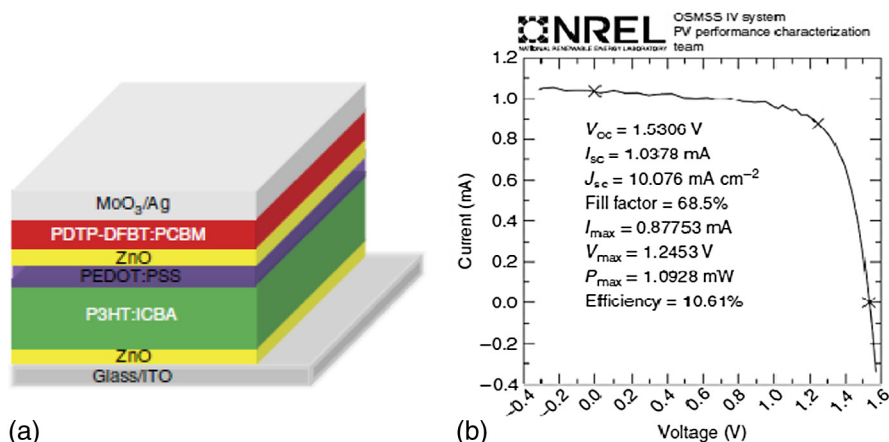 MoO3/Ag
PDTP-DFBT:PCBM
ZnO
PEDOT:PSS
P3HT:ICBA
ZnO
Glass/ITO
(a)
NREL
NATIONAL RENEWABLE ENERGY LABORATORY
OSMSS IV system
PV performance characterization
team
1.2
1.0
0.8
0.6
0.4
0.2
0.0
−0.2
−0.4
Current (mA)
Voc = 1.5306 V
Isc = 1.0378 mA
Jsc = 10.076 mA cm−2
Fill factor = 68.5%
Imax = 0.87753 mA
Vmax = 1.2453 V
Pmax = 1.0928 mW
Efficiency = 10.61%
−0.4 −0.2 0.0 0.2 0.4 0.6 0.8 1.0 1.2 1.4 1.6
Voltage (V)
(b)